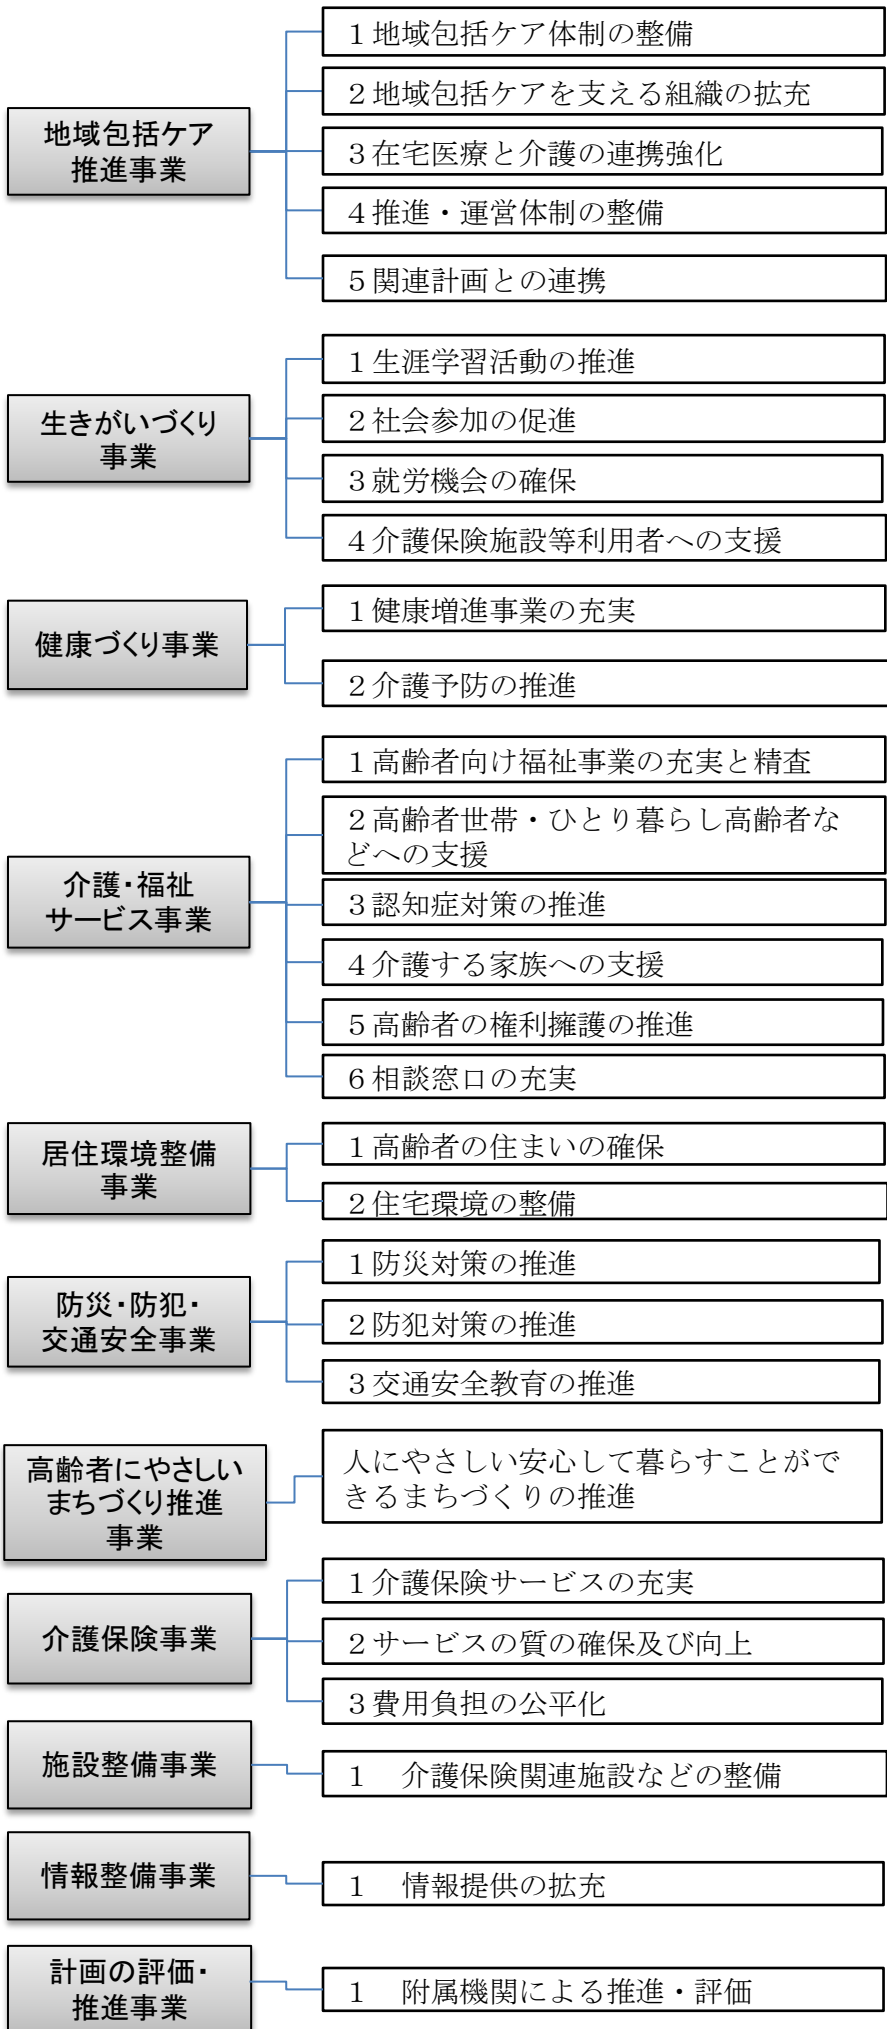 地域包括ケア
推進事業
１地域包括ケア体制の整備
２地域包括ケアを支える組織の拡充
３在宅医療と介護の連携強化
４推進・運営体制の整備
５関連計画との連携
生きがいづくり
事業
１生涯学習活動の推進
２社会参加の促進
３就労機会の確保
４介護保険施設等利用者への支援
健康づくり事業
１健康増進事業の充実
２介護予防の推進
介護・福祉
サービス事業
１高齢者向け福祉事業の充実と精査
２高齢者世帯・ひとり暮らし高齢者な
どへの支援
３認知症対策の推進
４介護する家族への支援
５高齢者の権利擁護の推進
６相談窓口の充実
居住環境整備
事業
１高齢者の住まいの確保
２住宅環境の整備
防災・防犯・
交通安全事業
１防災対策の推進
２防犯対策の推進
３交通安全教育の推進
高齢者にやさしい
まちづくり推進
事業
人にやさしい安心して暮らすことがで
きるまちづくりの推進
介護保険事業
１介護保険サービスの充実
２サービスの質の確保及び向上
３費用負担の公平化
施設整備事業
１　介護保険関連施設などの整備
情報整備事業
１　情報提供の拡充
計画の評価・
推進事業
１　附属機関による推進・評価